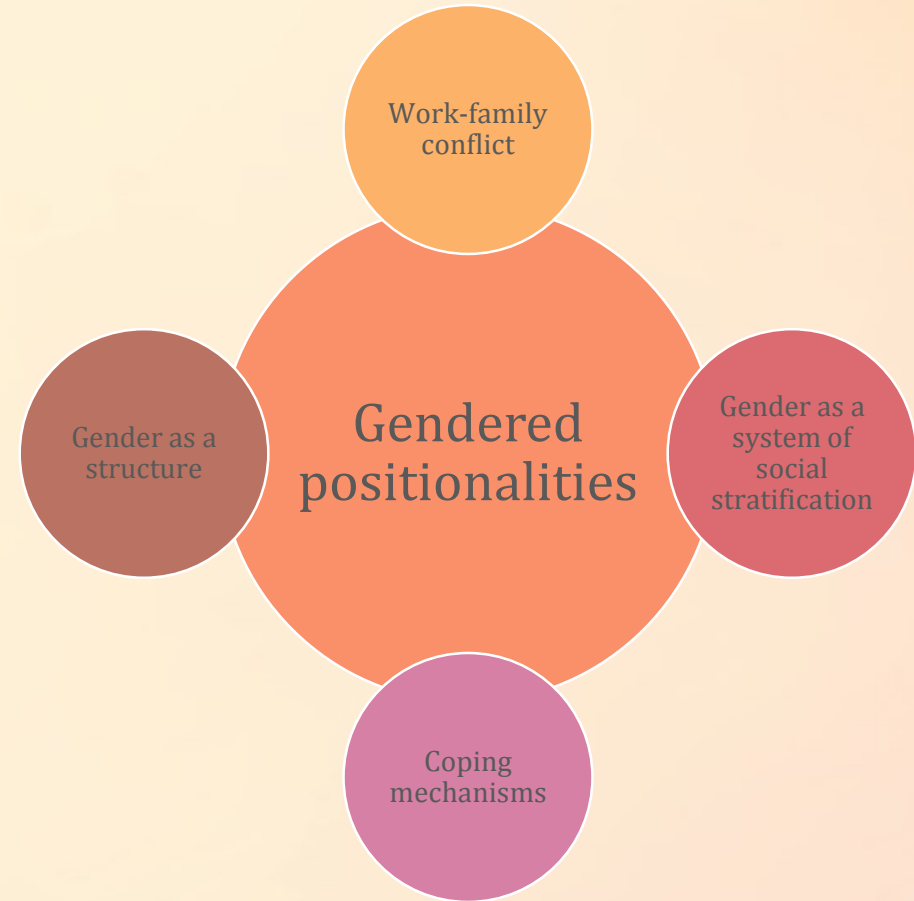 Work-family
conflict
Gender as a
structure
Gendered
positionalities
Gender as a
system of
social
stratification
Coping
mechanisms